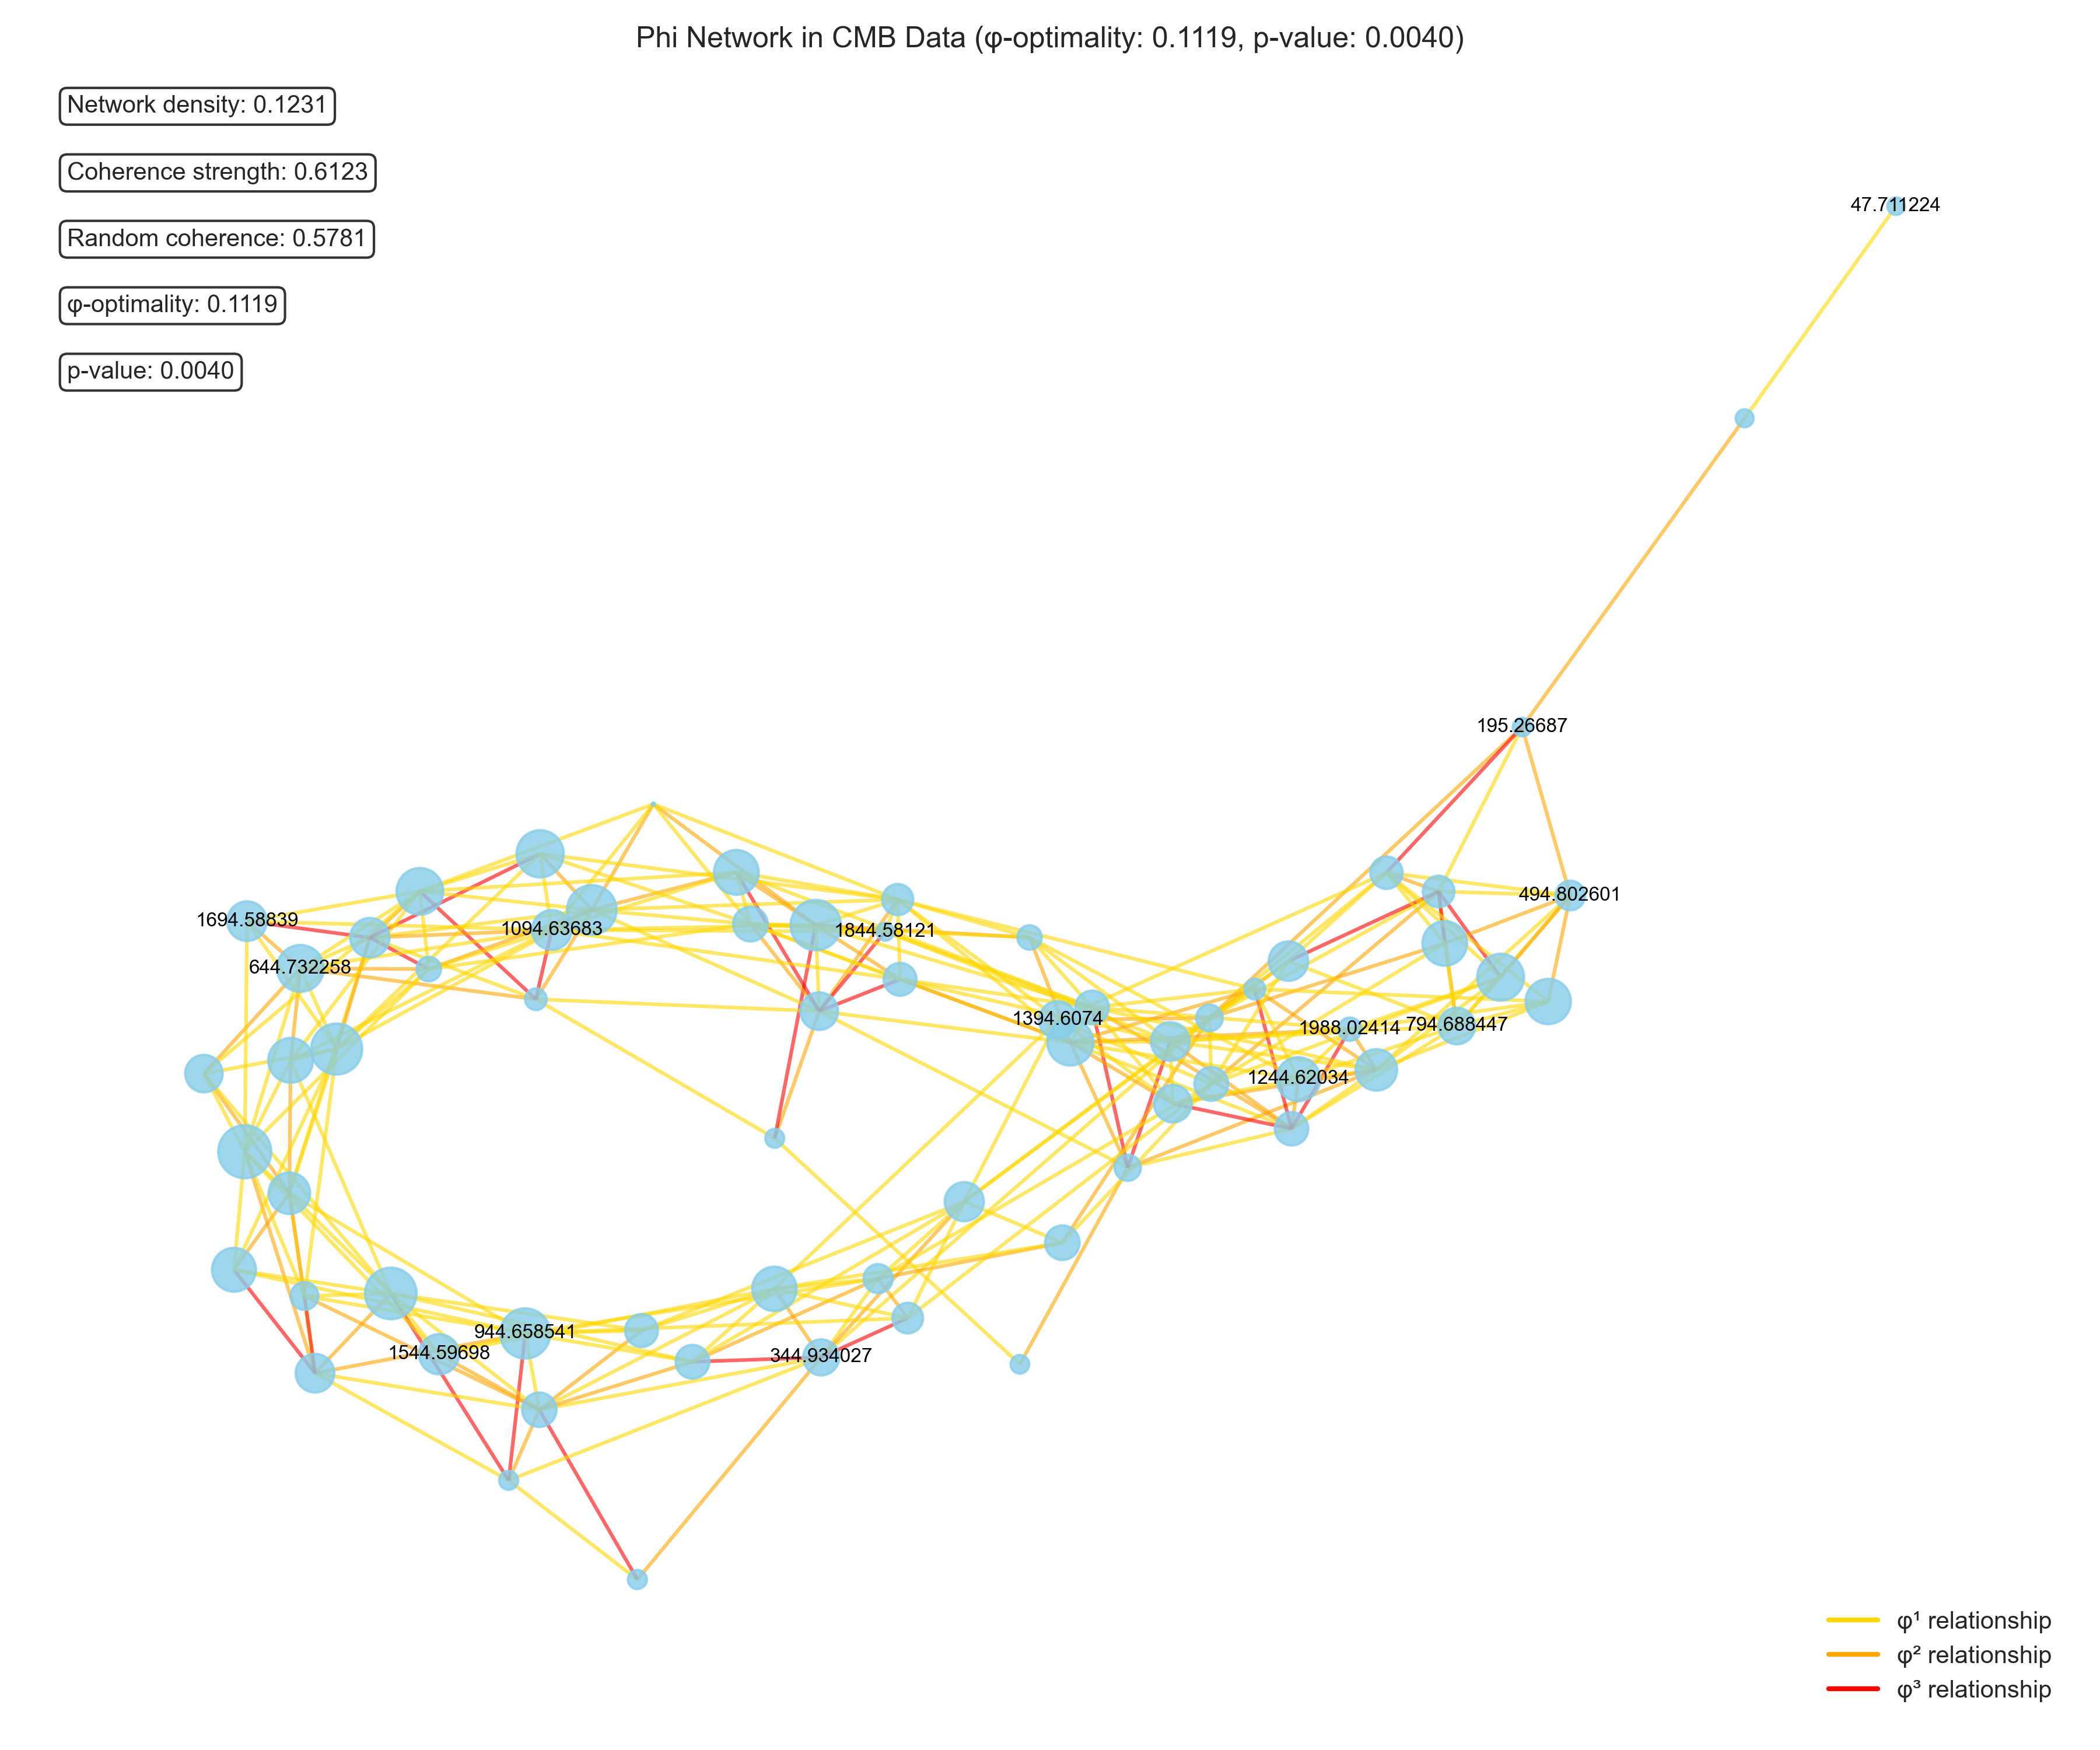 Phi Network in CMB Data (φ-optimality: 0.1119, p-value: 0.0040)
Network density: 0.1231
Coherence strength: 0.6123
Random coherence: 0.5781
φ-optimality: 0.1119
p-value: 0.0040
47.711224
195.26687
494.802601
1694.58839
1094.63683
1844.58121
644.732258
1394.6074
1988.02414
794.688447
1244.62034
944.658541
1544.59698
344.934027
φ¹ relationship
φ² relationship
φ³ relationship